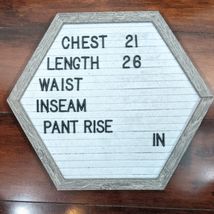 CHEST 21
LENGTH 26
WAIST
INSEAM
PANT RISE
IN